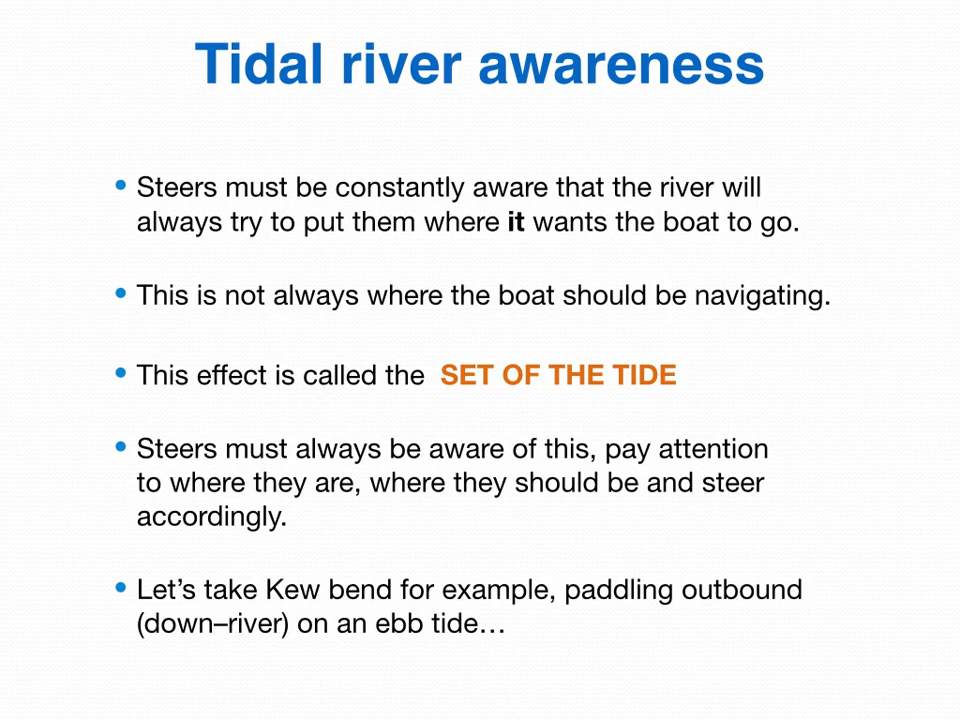 Tidal river awareness
• Steers must be constantly aware that the river will
always try to put them where it wants the boat to go.
• This is not always where the boat should be navigating.
• This effect is called the SET OF THE TIDE
• Steers must always be aware of this, pay attention
to where they are, where they should be and steer
accordingly.
• Let’s take Kew bend for example, paddling outbound
(down–river) on an ebb tide…